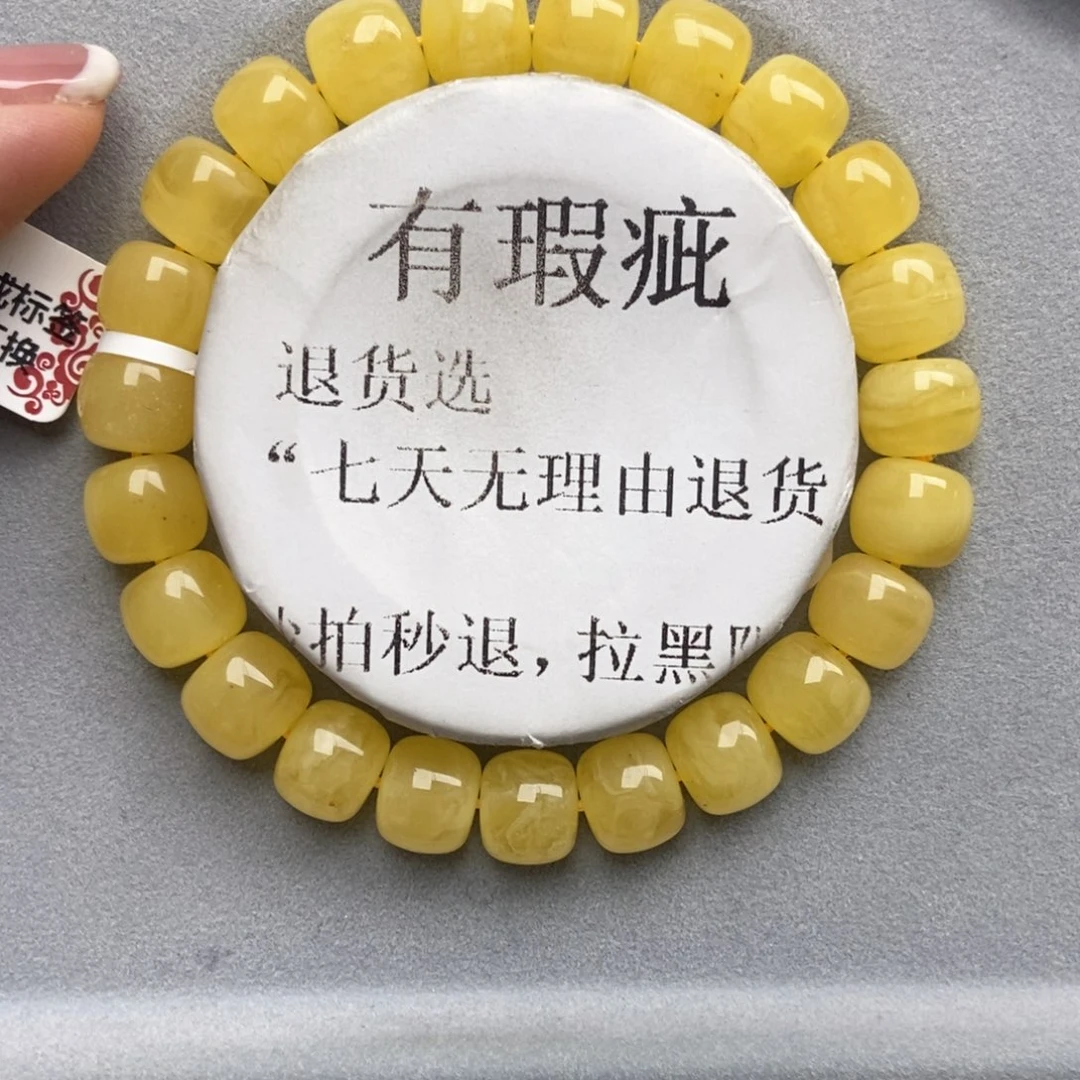 有瑕疵
退货选
“七天无理由退货
拍秒退，拉黑
标签
换